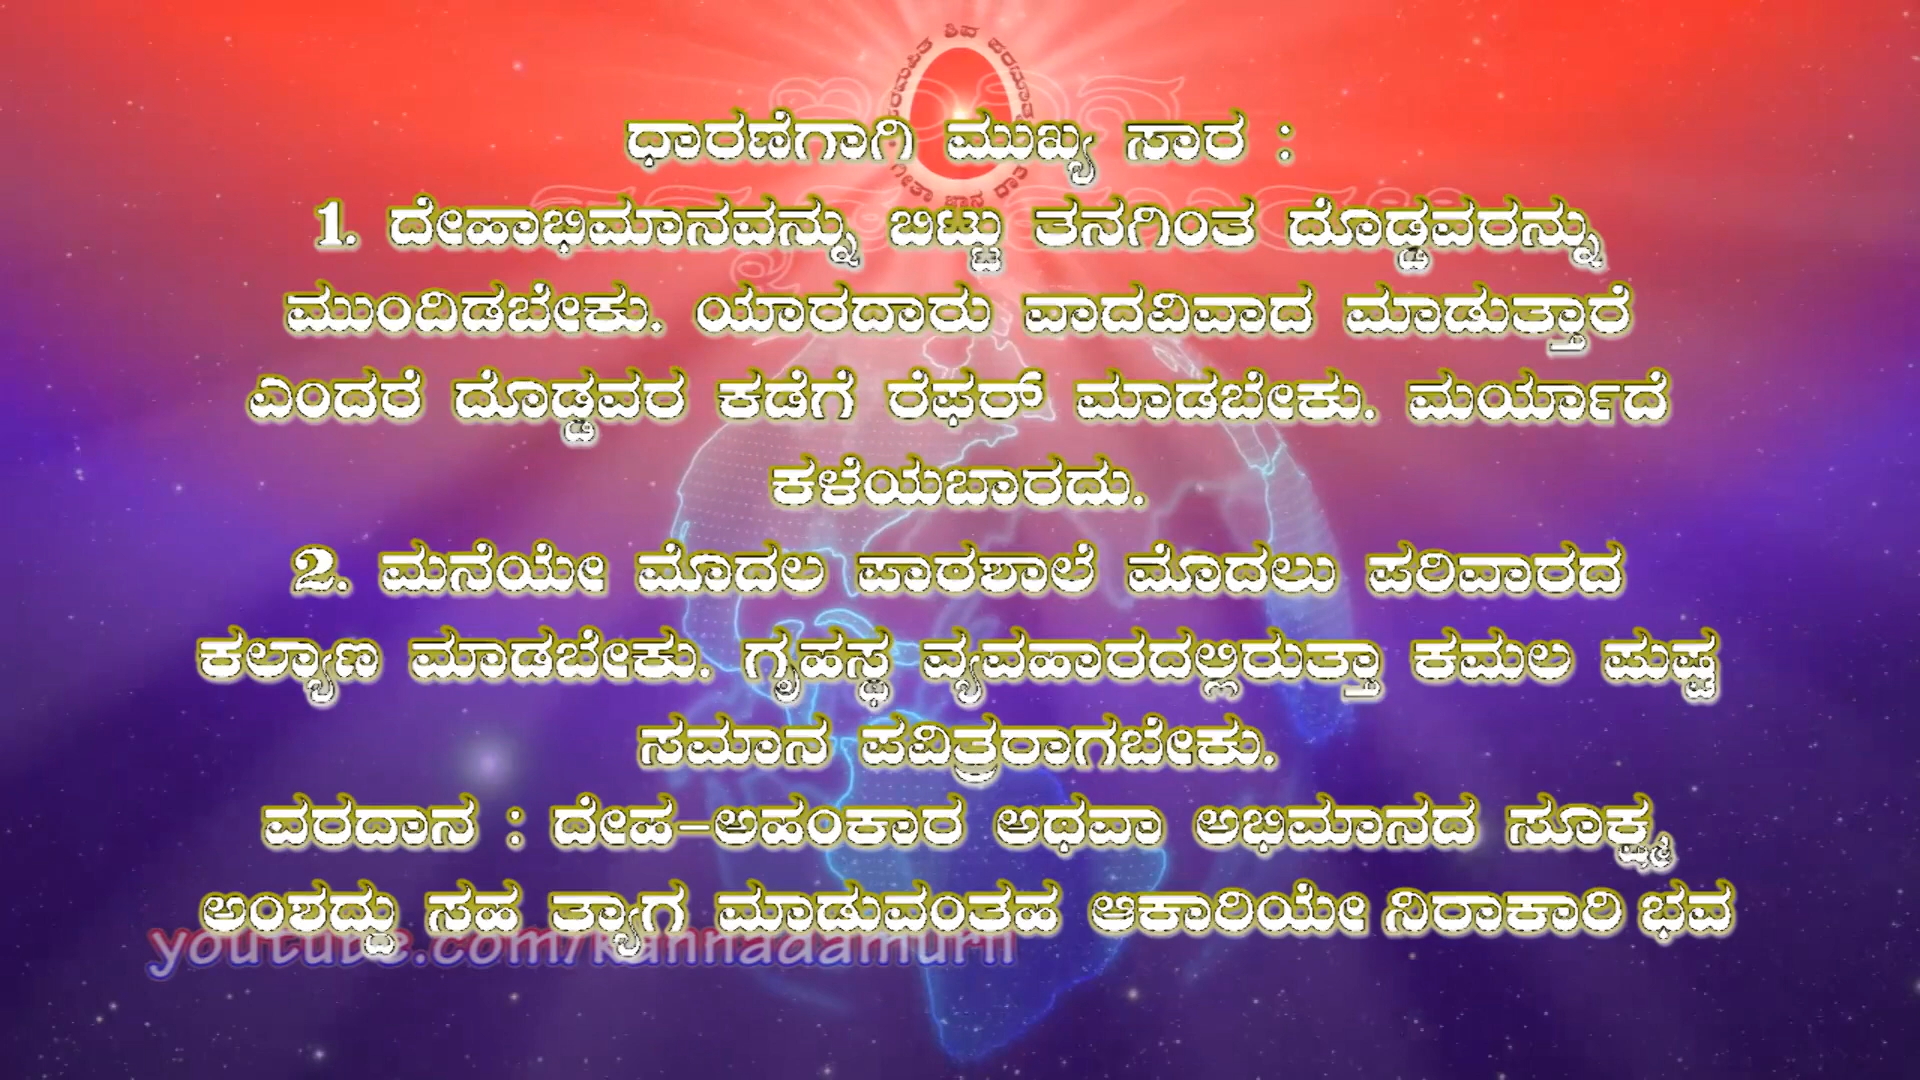 ಧಾರಣೆಗಾಗಿ ಮುಖ್ಯ ಸಾರ :
1. ದೇಹಾಭಿಮಾನವನ್ನು ಬಿಟ್ಟು ತನಗಿಂತ ದೊಡ್ಡವರನ್ನು
ಮುಂದಿಡಬೇಕು. ಯಾರದಾರು ವಾದವಿವಾದ ಮಾಡುತ್ತಾರೆ
ಎಂದರೆ ದೊಡ್ಡವರ ಕಡೆಗೆ ರೆಫರ್ ಮಾಡಬೇಕು. ಮರ್ಯಾದೆ
ಕಳೆಯಬಾರದು.
2. ಮನೆಯೇ ಮೊದಲ ಪಾಠಶಾಲೆ ಮೊದಲು ಪರಿವಾರದ
ಕಲ್ಯಾಣ ಮಾಡಬೇಕು. ಗೃಹಸ್ಥ ವ್ಯವಹಾರದಲ್ಲಿರುತ್ತಾ ಕಮಲ ಪುಷ್ಪ
ಸಮಾನ ಪವಿತ್ರರಾಗಬೇಕು.
ವರದಾನ : ದೇಹ-ಅಹಂಕಾರ ಅಥವಾ ಅಭಿಮಾನದ ಸೂಕ್ಷ್ಮ
ಅಂಶದ್ದು ಸಹ ತ್ಯಾಗ ಮಾಡುವಂತಹ ಆಕಾರಿಯೇ ನಿರಾಕಾರಿ ಭವ
youtube.com/kannadamurli